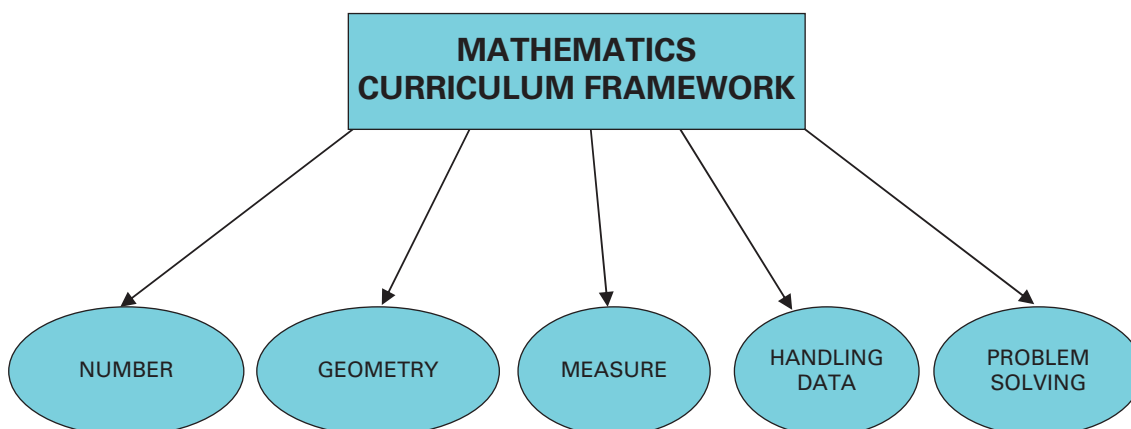 MATHEMATICS
CURRICULUM FRAMEWORK
NUMBER
GEOMETRY
MEASURE
HANDLING
DATA
PROBLEM
SOLVING